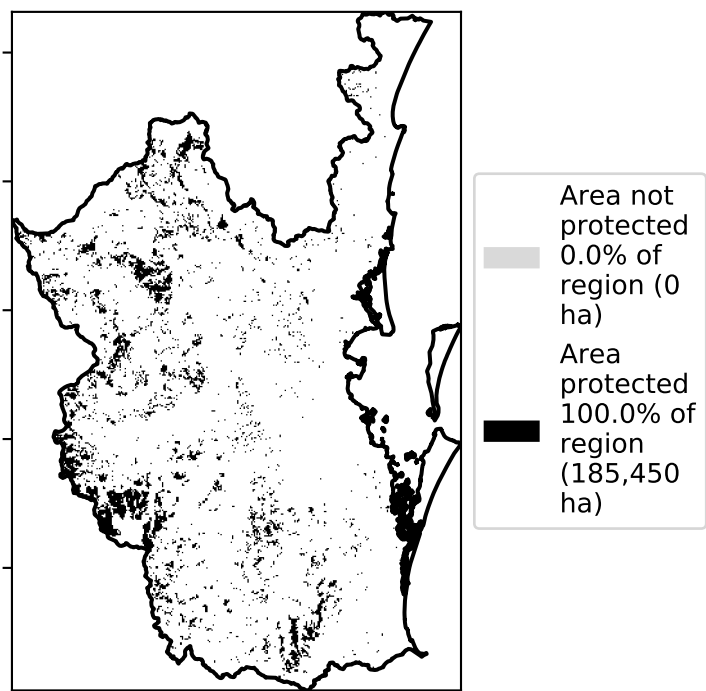 Area not
protected
0.0% of
region (0
ha)
Area
protected
100.0% of
region
(185,450
ha)